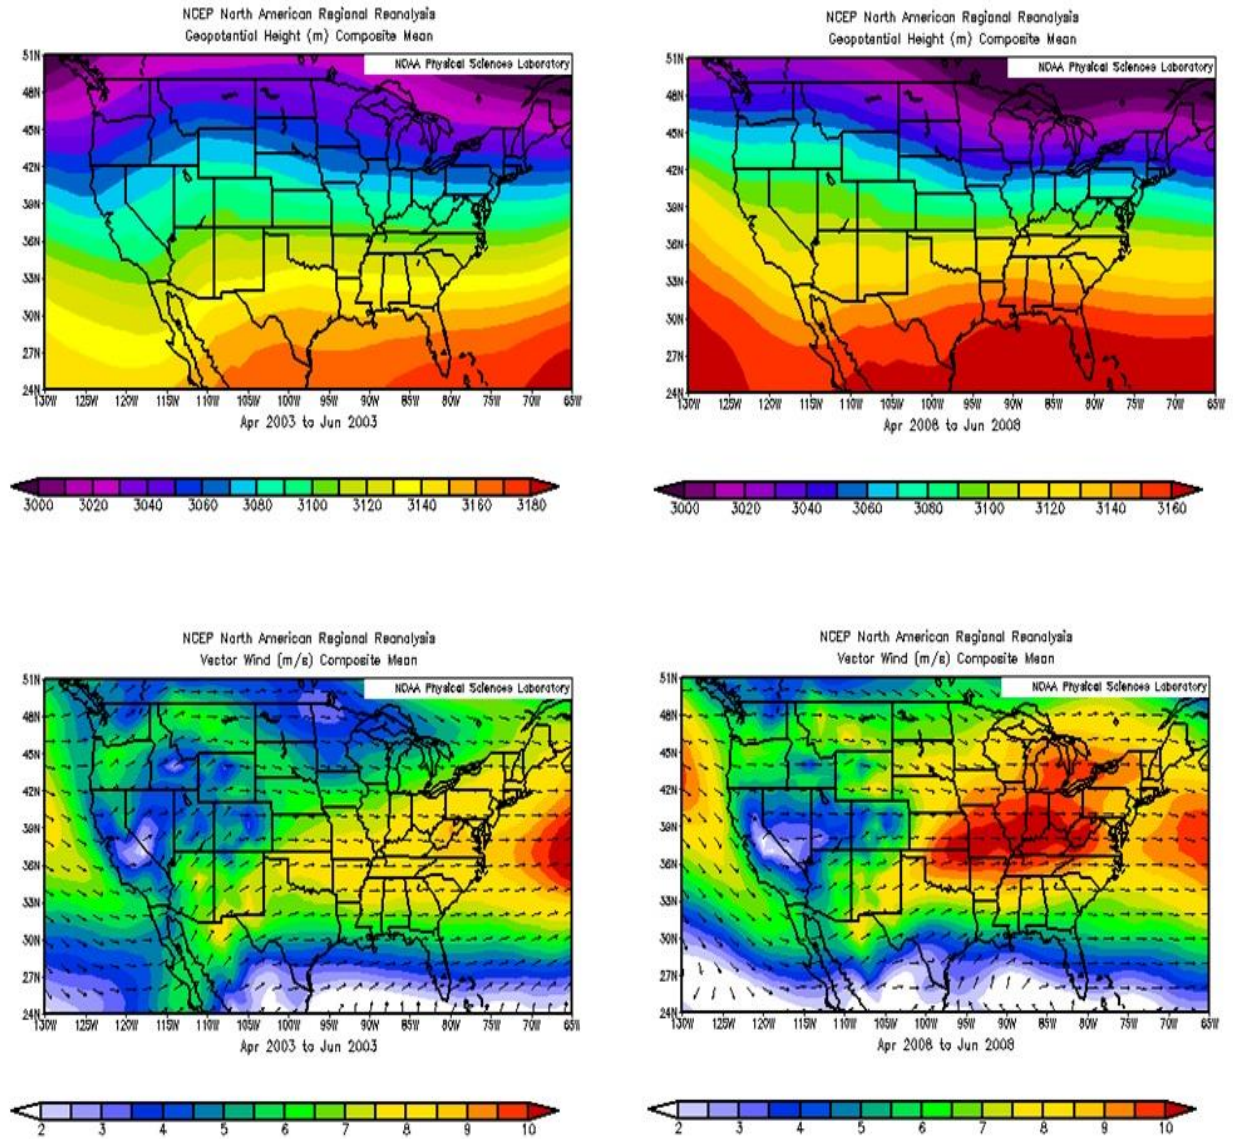 NCEP North American Regional Reanalysis
Geopotential Height (m) Composite Mean
NOAA Physical Sciences Laboratory
51N
48N
45N
42N
39N
36N
33N
30N
27N
24N
130W 125W 120W 115W 110W 105W 100W 95W 90W 85W 80W 75W 70W 65W
Apr 2003 to Jun 2003
3000 3020 3040 3060 3080 3100 3120 3140 3160 3180
NCEP North American Regional Reanalysis
Geopotential Height (m) Composite Mean
NOAA Physical Sciences Laboratory
51N
48N
45N
42N
39N
36N
33N
30N
27N
24N
130W 125W 120W 115W 110W 105W 100W 95W 90W 85W 80W 75W 70W 65W
Apr 2008 to Jun 2008
3000 3020 3040 3060 3080 3100 3120 3140 3160
NCEP North American Regional Reanalysis
Vector Wind (m/s) Composite Mean
NOAA Physical Sciences Laboratory
51N
48N
45N
42N
39N
36N
33N
30N
27N
24N
130W 125W 120W 115W 110W 105W 100W 95W 90W 85W 80W 75W 70W 65W
Apr 2003 to Jun 2003
2 3 4 5 6 7 8 9 10
NCEP North American Regional Reanalysis
Vector Wind (m/s) Composite Mean
NOAA Physical Sciences Laboratory
51N
48N
45N
42N
39N
36N
33N
30N
27N
24N
130W 125W 120W 115W 110W 105W 100W 95W 90W 85W 80W 75W 70W 65W
Apr 2008 to Jun 2008
2 3 4 5 6 7 8 9 10